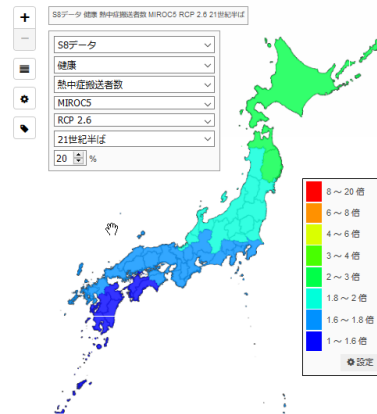 S8データ 健康 熱中症搬送者数 MIROC5 RCP 2.6 21世紀半ば
S8データ
健康
熱中症搬送者数
MIROC5
RCP 2.6
21世紀半ば
20 %
8 ～ 20 倍
6 ～ 8 倍
4 ～ 6 倍
3 ～ 4 倍
2 ～ 3 倍
1.8 ～ 2 倍
1.6 ～ 1.8 倍
1 ～ 1.6 倍
設定